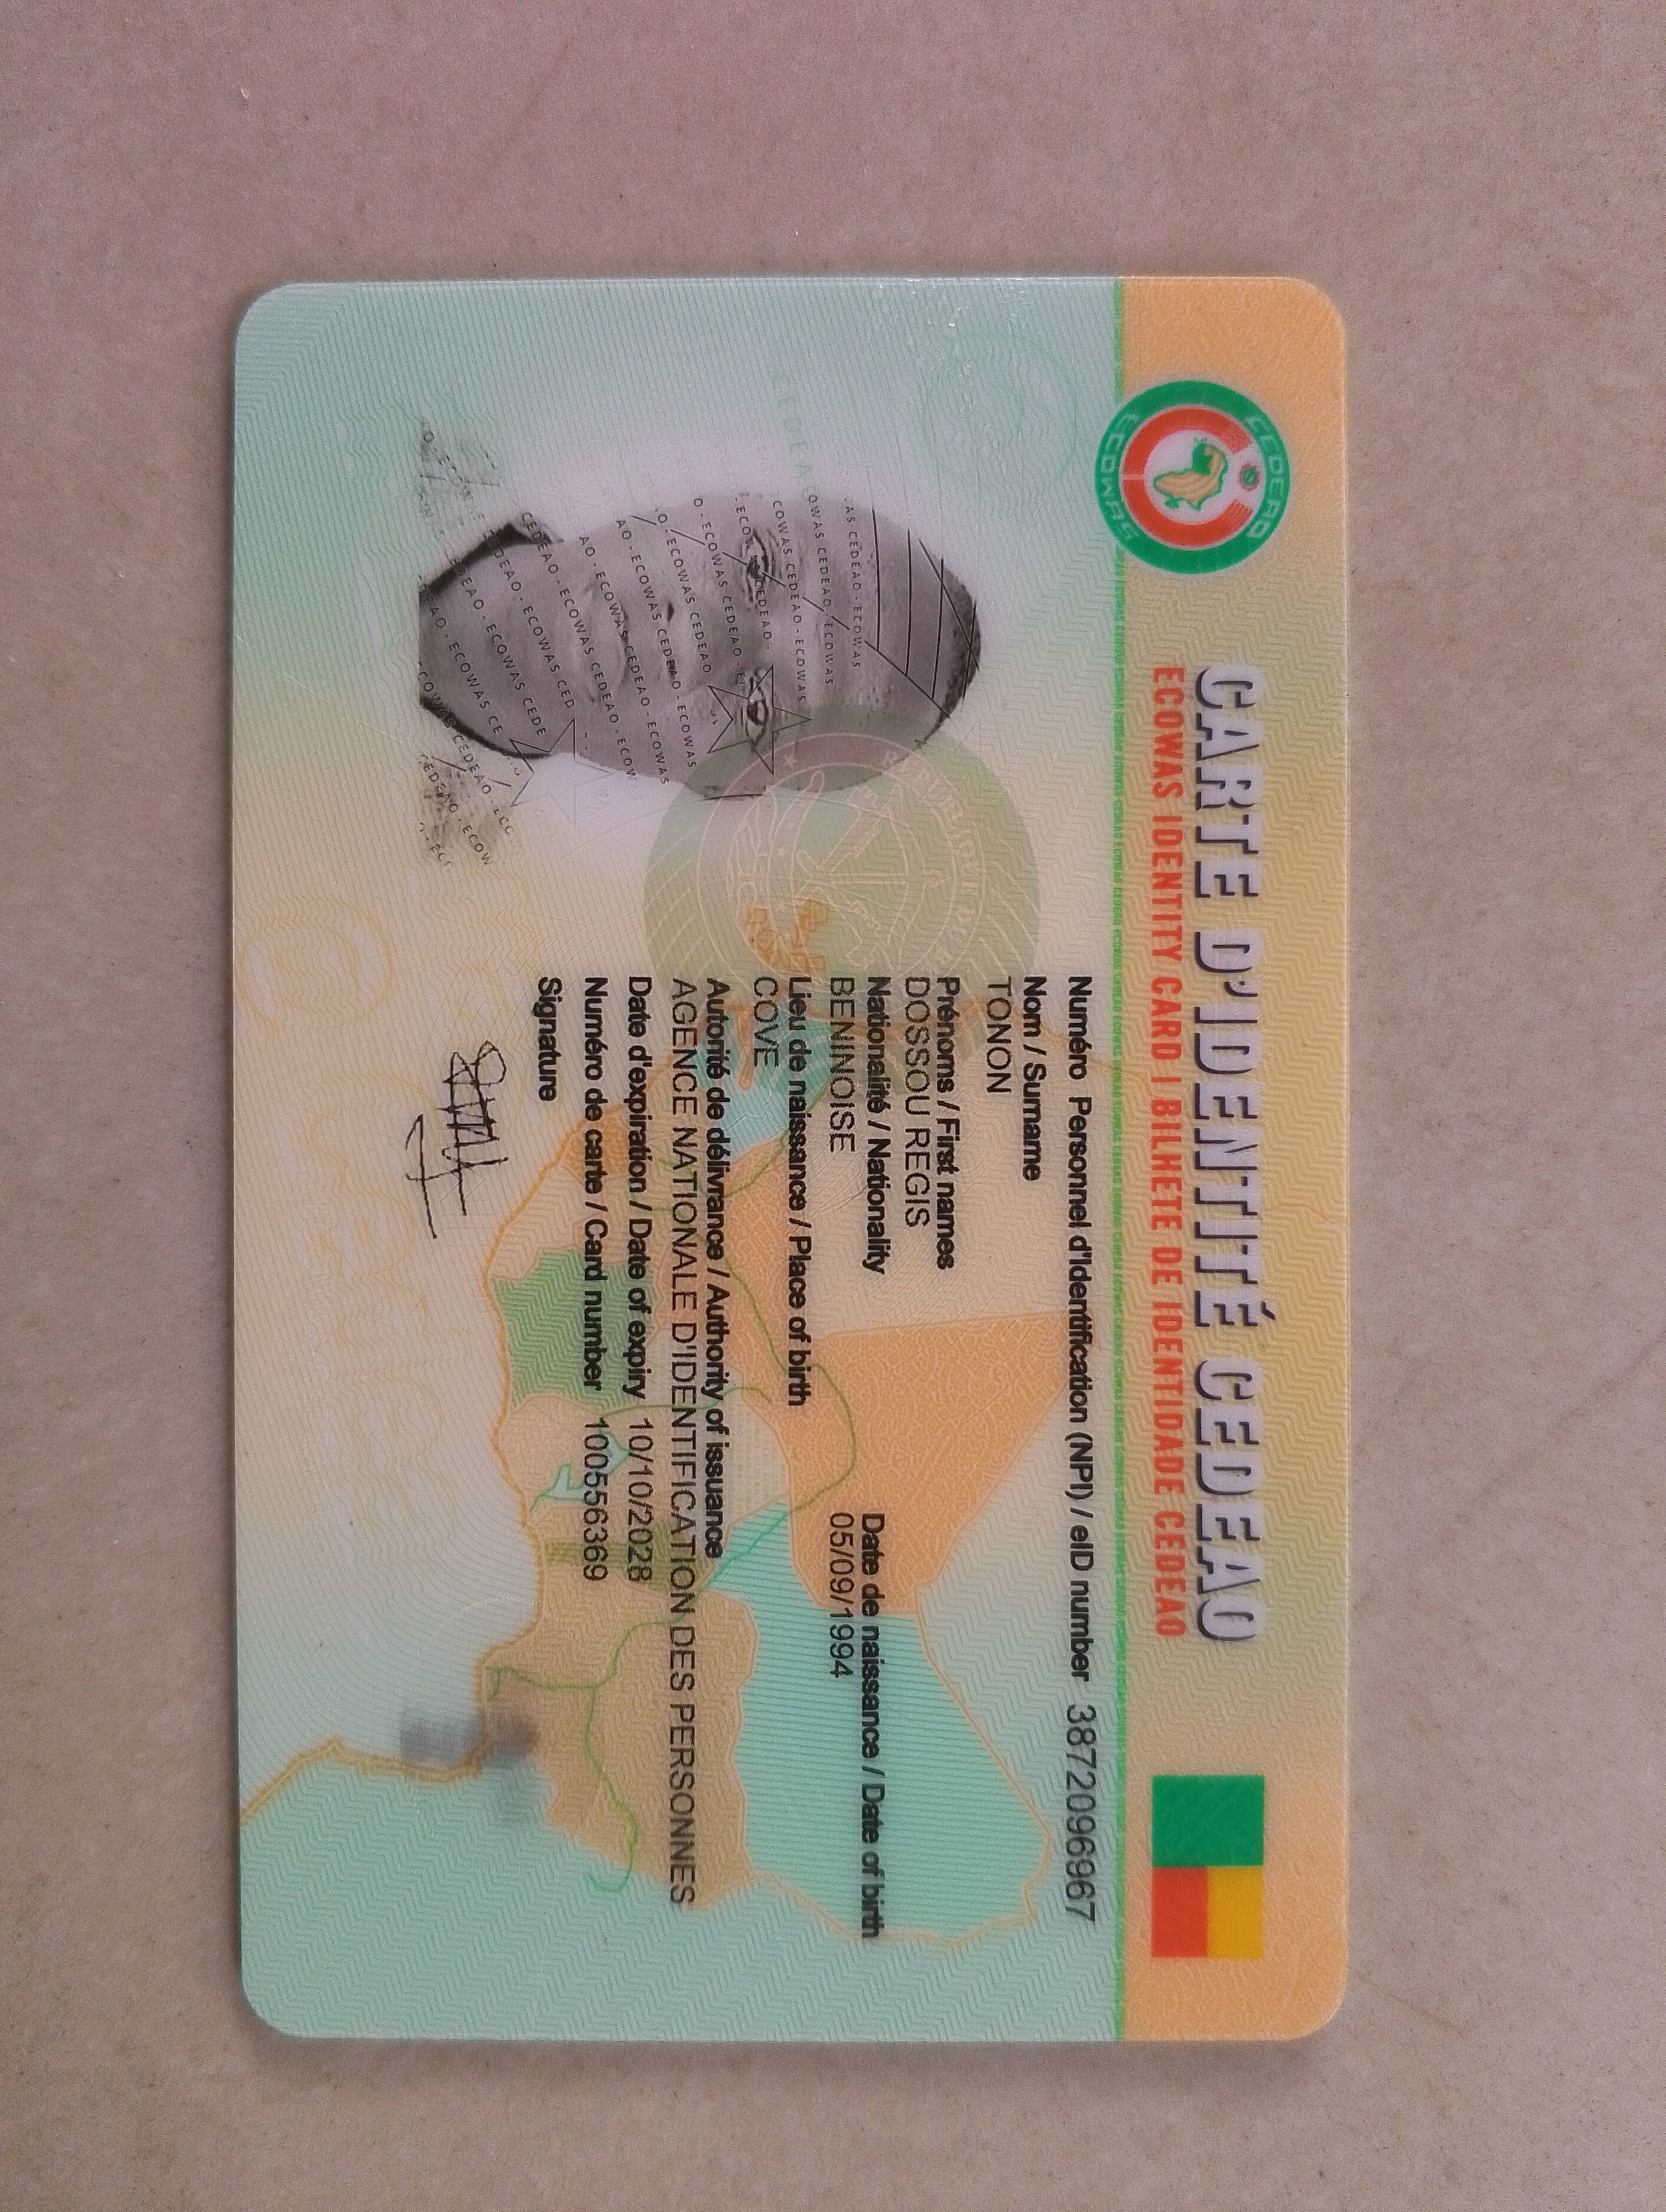 CARTE D'IDENTITÉ CEDEAO
ECOWAS IDENTITY CARD | BILHETE DE IDENTIDADE CEDEAO
CEDEAO
ECOWAS
Numéro Personnel d'Identification (NPI) / eID number 3872096967
Nom / Surname
TONON
Prénoms / First names
DOSSOU REGIS
Nationalité / Nationality
BENINOISE
Date de naissance / Date of birth
05/09/1994
Lieu de naissance / Place of birth
COVE
Autorité de délivrance / Authority of issuance
AGENCE NATIONALE D'IDENTIFICATION DES PERSONNES
Date d'expiration / Date of expiry 10/10/2028
Numéro de carte / Card number 100556369
Signature